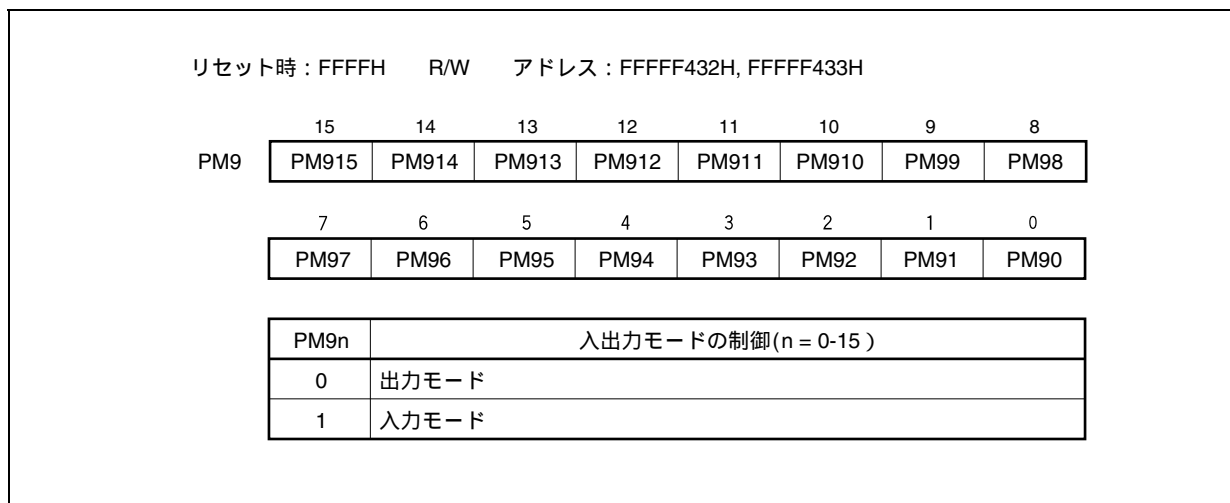 リセット時：FFFFH R/W アドレス：FFFFF432H, FFFFF433H
15 14 13 12 11 10 9 8
PM9 PM915 PM914 PM913 PM912 PM911 PM910 PM99 PM98
7 6 5 4 3 2 1 0
PM97 PM96 PM95 PM94 PM93 PM92 PM91 PM90
PM9n 入出力モードの制御(n = 0-15 )
0 出力モード
1 入力モード